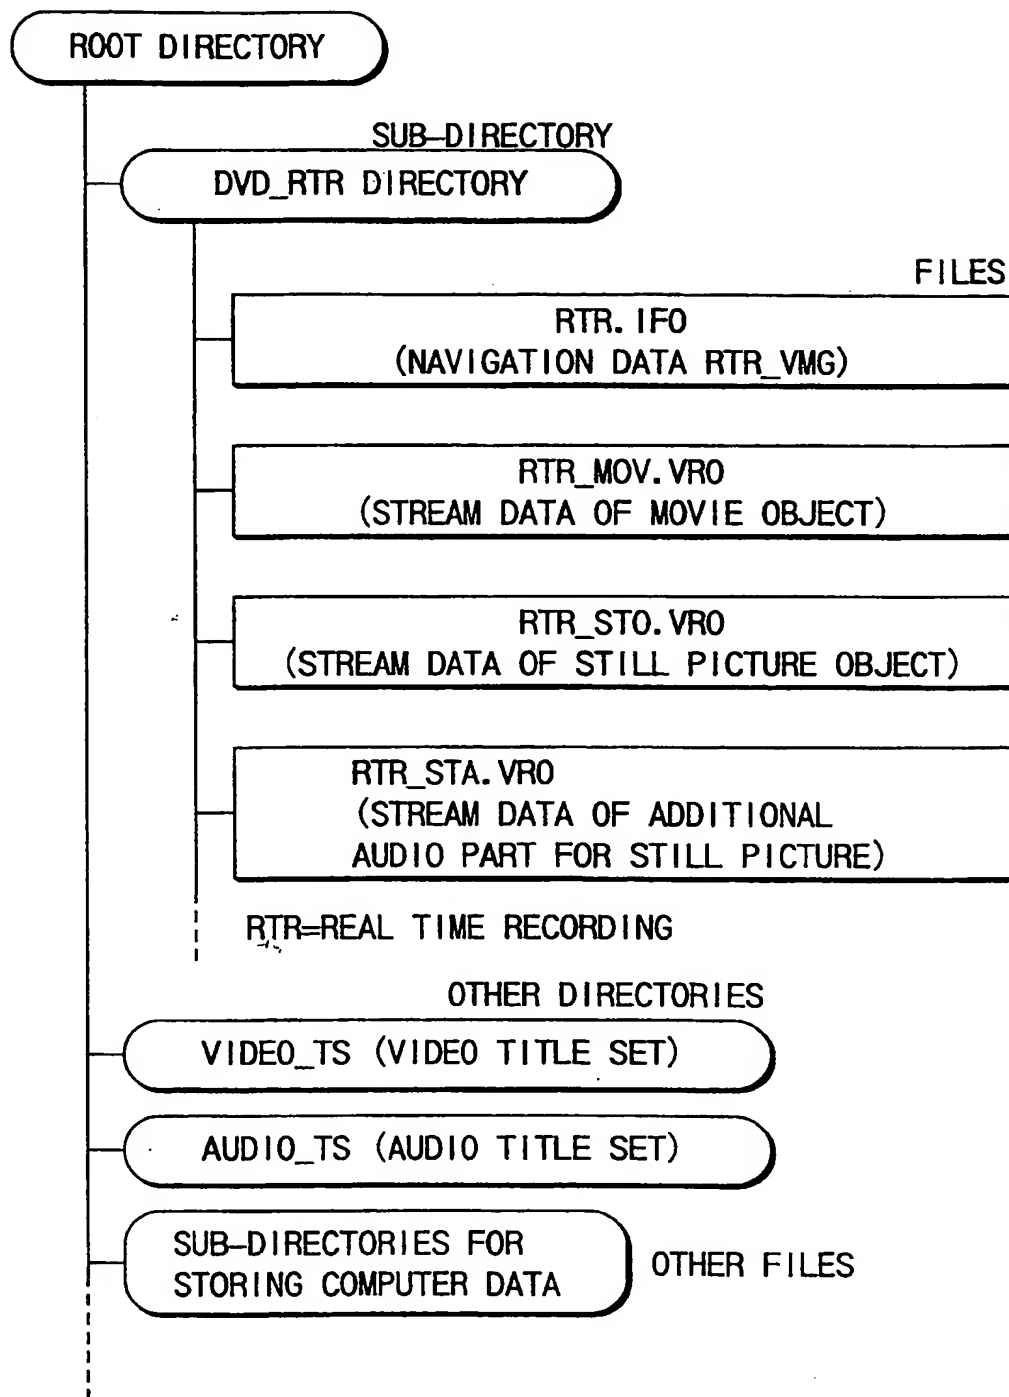 ROOT DIRECTORY
SUB-DIRECTORY
DVD_RTR DIRECTORY
FILES
RTR.IFO
(NAVIGATION DATA RTR_VMG)
RTR_MOV.VRO
(STREAM DATA OF MOVIE OBJECT)
RTR_STO.VRO
(STREAM DATA OF STILL PICTURE OBJECT)
RTR_STA.VRO
(STREAM DATA OF ADDITIONAL
AUDIO PART FOR STILL PICTURE)
RTR=REAL TIME RECORDING
OTHER DIRECTORIES
VIDEO_TS (VIDEO TITLE SET)
AUDIO_TS (AUDIO TITLE SET)
SUB-DIRECTORIES FOR
STORING COMPUTER DATA
OTHER FILES